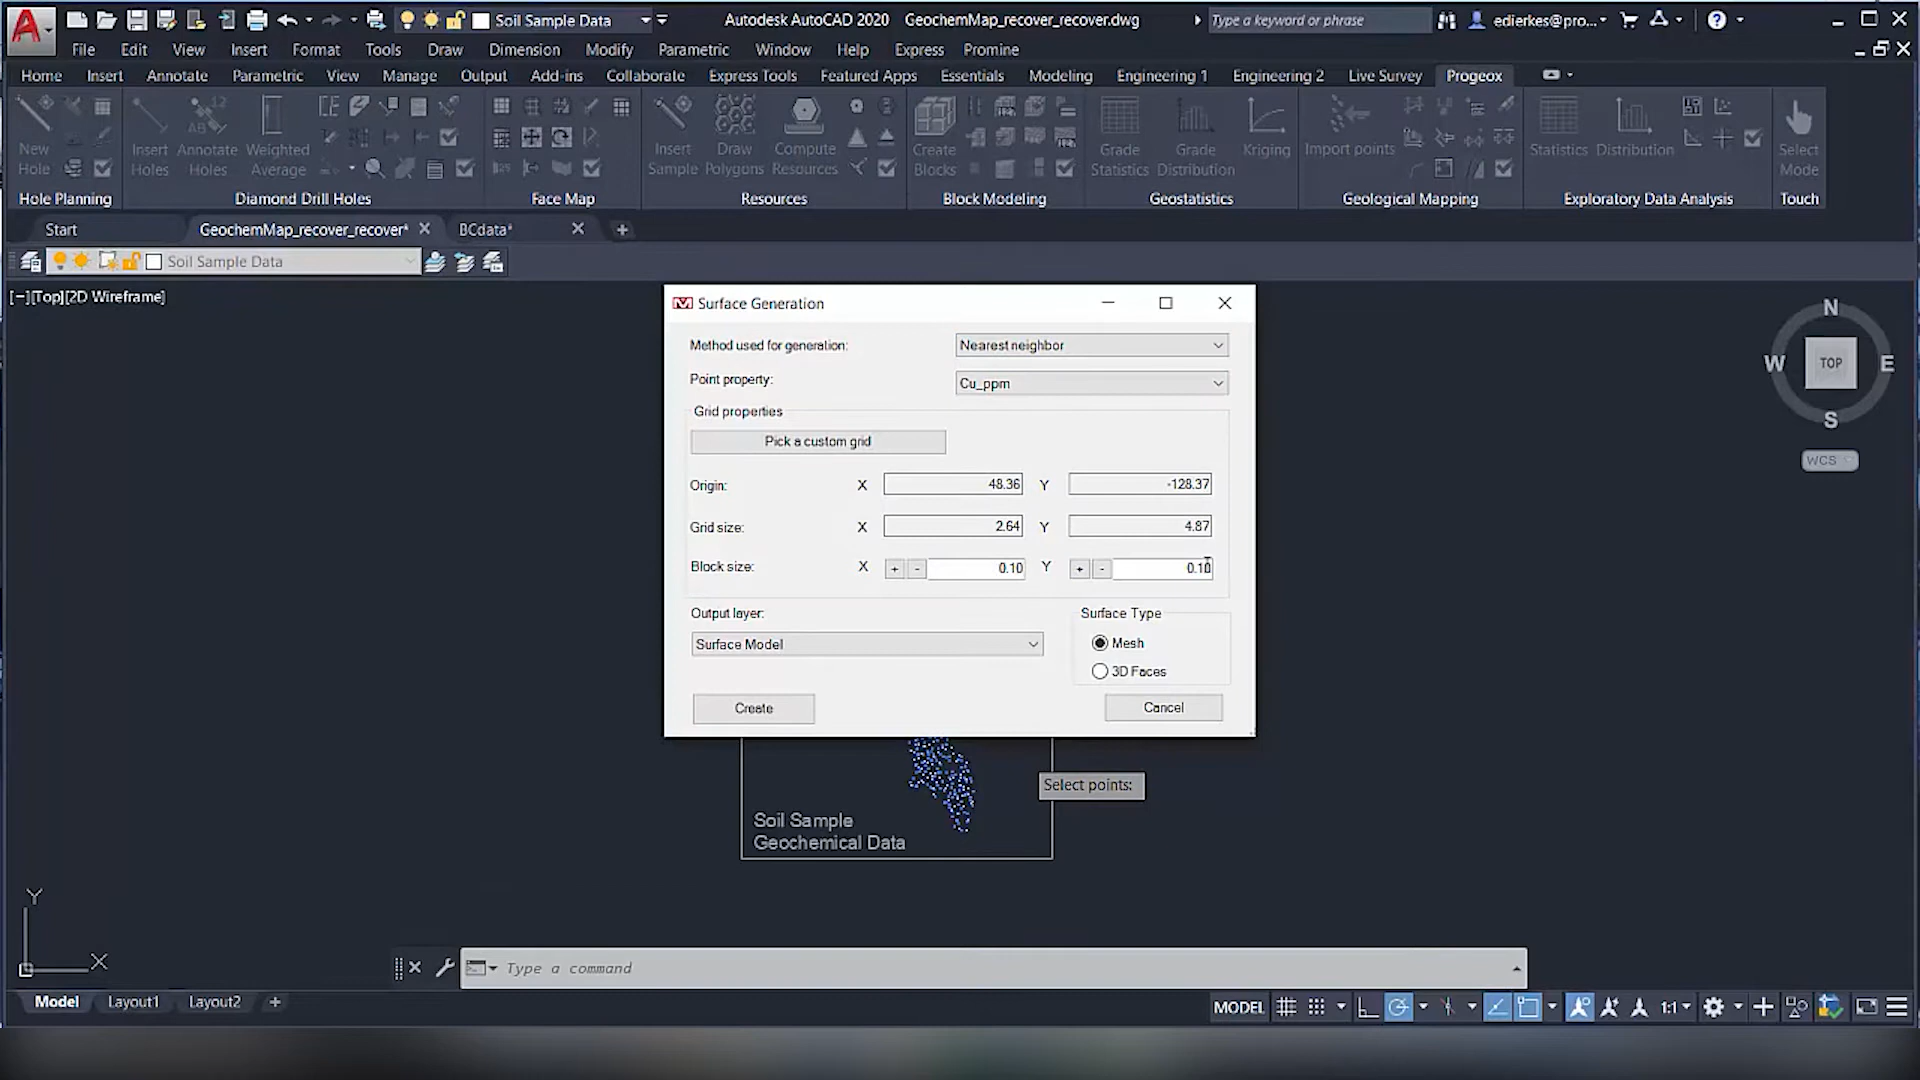 Soil Sample Data
Autodesk AutoCAD 2020 GeochemMap_recover_recover.dwg
Type a keyword or phrase
edierkes@pro...
File Edit View Insert Format Tools Draw Dimension Modify Parametric Window Help Express Promine
Home Insert Annotate Parametric View Manage Output Add-ins Collaborate Express Tools Featured Apps Essentials Modeling Engineering 1 Engineering 2 Live Survey Progeox
New Hole
Insert Holes
Annotate Holes
Weighted Average
Insert Sample
Draw Polygons
Compute Resources
Create Blocks
Grade Statistics
Grade Distribution
Kriging
Import points
Statistics
Distribution
Select Mode
Hole Planning Diamond Drill Holes Face Map Resources Block Modeling Geostatistics Geological Mapping Exploratory Data Analysis Touch
Start GeochemMap_recover_recover* BCdata*
Soil Sample Data
[−][Top][2D Wireframe]
Surface Generation
Method used for generation: Nearest neighbor
Point property: Cu_ppm
Grid properties
Pick a custom grid
Origin: X 48.36 Y -128.37
Grid size: X 2.64 Y 4.87
Block size: X + - 0.10 Y + - 0.10
Output layer: Surface Type
Surface Model
Mesh
3D Faces
Create Cancel
N
W TOP E
S
WCS
Select points:
Soil Sample
Geochemical Data
Y
X
Type a command
Model Layout1 Layout2 +
MODEL 1:1